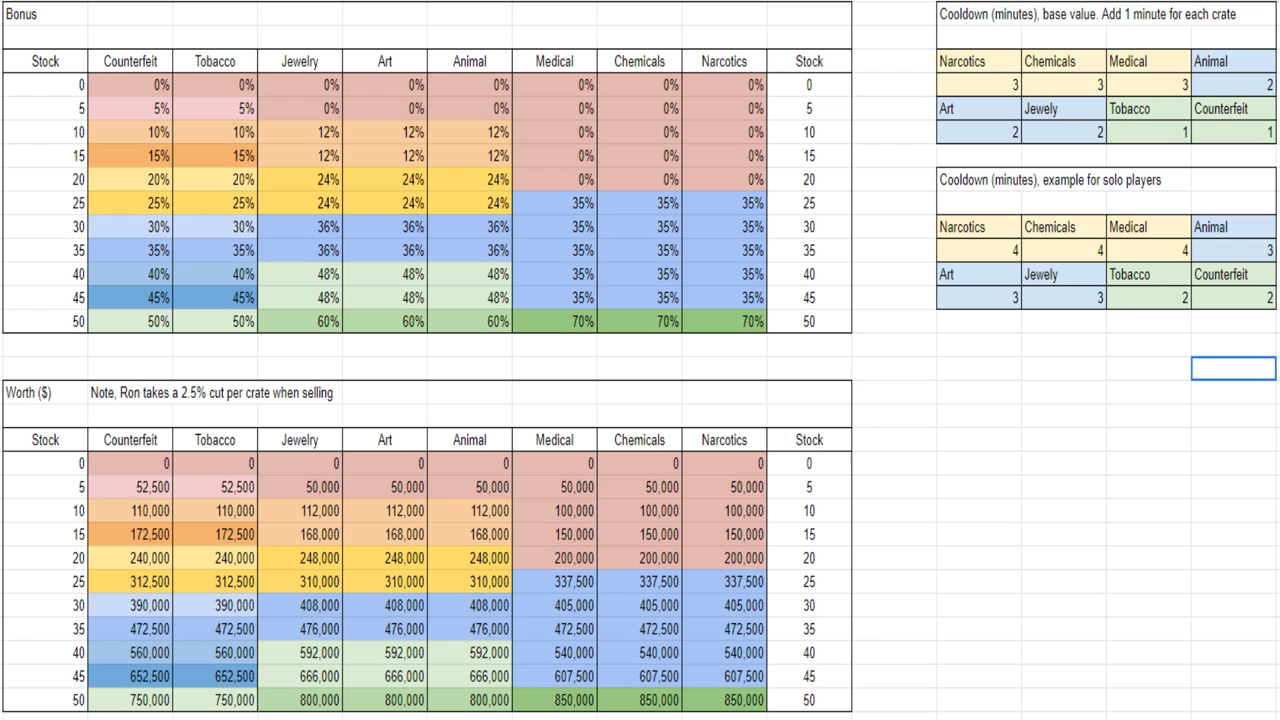 Bonus
Stock Counterfeit Tobacco Jewelry Art Animal Medical Chemicals Narcotics Stock
0 0% 0% 0% 0% 0% 0% 0% 0% 0
5 5% 5% 0% 0% 0% 0% 0% 0% 5
10 10% 10% 12% 12% 12% 0% 0% 0% 10
15 15% 15% 12% 12% 12% 0% 0% 0% 15
20 20% 20% 24% 24% 24% 0% 0% 0% 20
25 25% 25% 24% 24% 24% 35% 35% 35% 25
30 30% 30% 36% 36% 36% 35% 35% 35% 30
35 35% 35% 36% 36% 36% 35% 35% 35% 35
40 40% 40% 48% 48% 48% 35% 35% 35% 40
45 45% 45% 48% 48% 48% 35% 35% 35% 45
50 50% 50% 60% 60% 60% 70% 70% 70% 50
Cooldown (minutes), base value. Add 1 minute for each crate
Narcotics Chemicals Medical Animal
3 3 3 2
Art Jewely Tobacco Counterfeit
2 2 1 1
Cooldown (minutes), example for solo players
Narcotics Chemicals Medical Animal
4 4 4 3
Art Jewely Tobacco Counterfeit
3 3 2 2
Worth ($) Note, Ron takes a 2.5% cut per crate when selling
Stock Counterfeit Tobacco Jewelry Art Animal Medical Chemicals Narcotics Stock
0 0 0 0 0 0 0 0 0 0
5 52,500 52,500 50,000 50,000 50,000 50,000 50,000 50,000 5
10 110,000 110,000 112,000 112,000 112,000 100,000 100,000 100,000 10
15 172,500 172,500 168,000 168,000 168,000 150,000 150,000 150,000 15
20 240,000 240,000 248,000 248,000 248,000 200,000 200,000 200,000 20
25 312,500 312,500 310,000 310,000 310,000 337,500 337,500 337,500 25
30 390,000 390,000 408,000 408,000 408,000 405,000 405,000 405,000 30
35 472,500 472,500 476,000 476,000 476,000 472,500 472,500 472,500 35
40 560,000 560,000 592,000 592,000 592,000 540,000 540,000 540,000 40
45 652,500 652,500 666,000 666,000 666,000 607,500 607,500 607,500 45
50 750,000 750,000 800,000 800,000 800,000 850,000 850,000 850,000 50